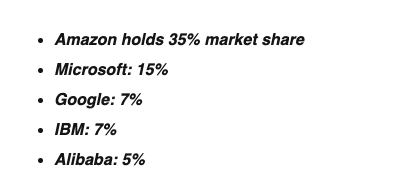 Amazon holds 35% market share
Microsoft: 15%
Google: 7%
IBM: 7%
Alibaba: 5%